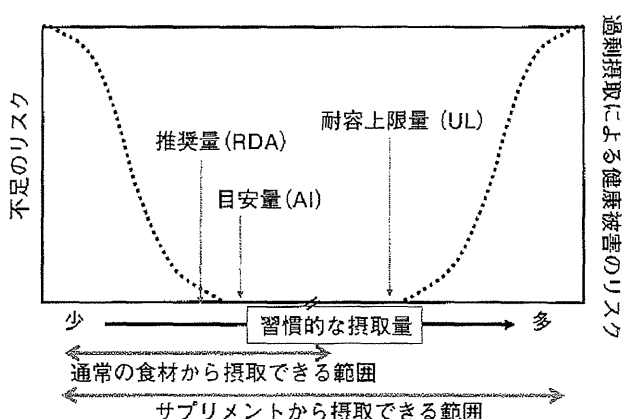 不足のリスク
過剰摂取による健康被害のリスク
推奨量(RDA)
目安量(AI)
耐容上限量 (UL)
少
習慣的な摂取量
多
通常の食材から摂取できる範囲
サプリメントから摂取できる範囲